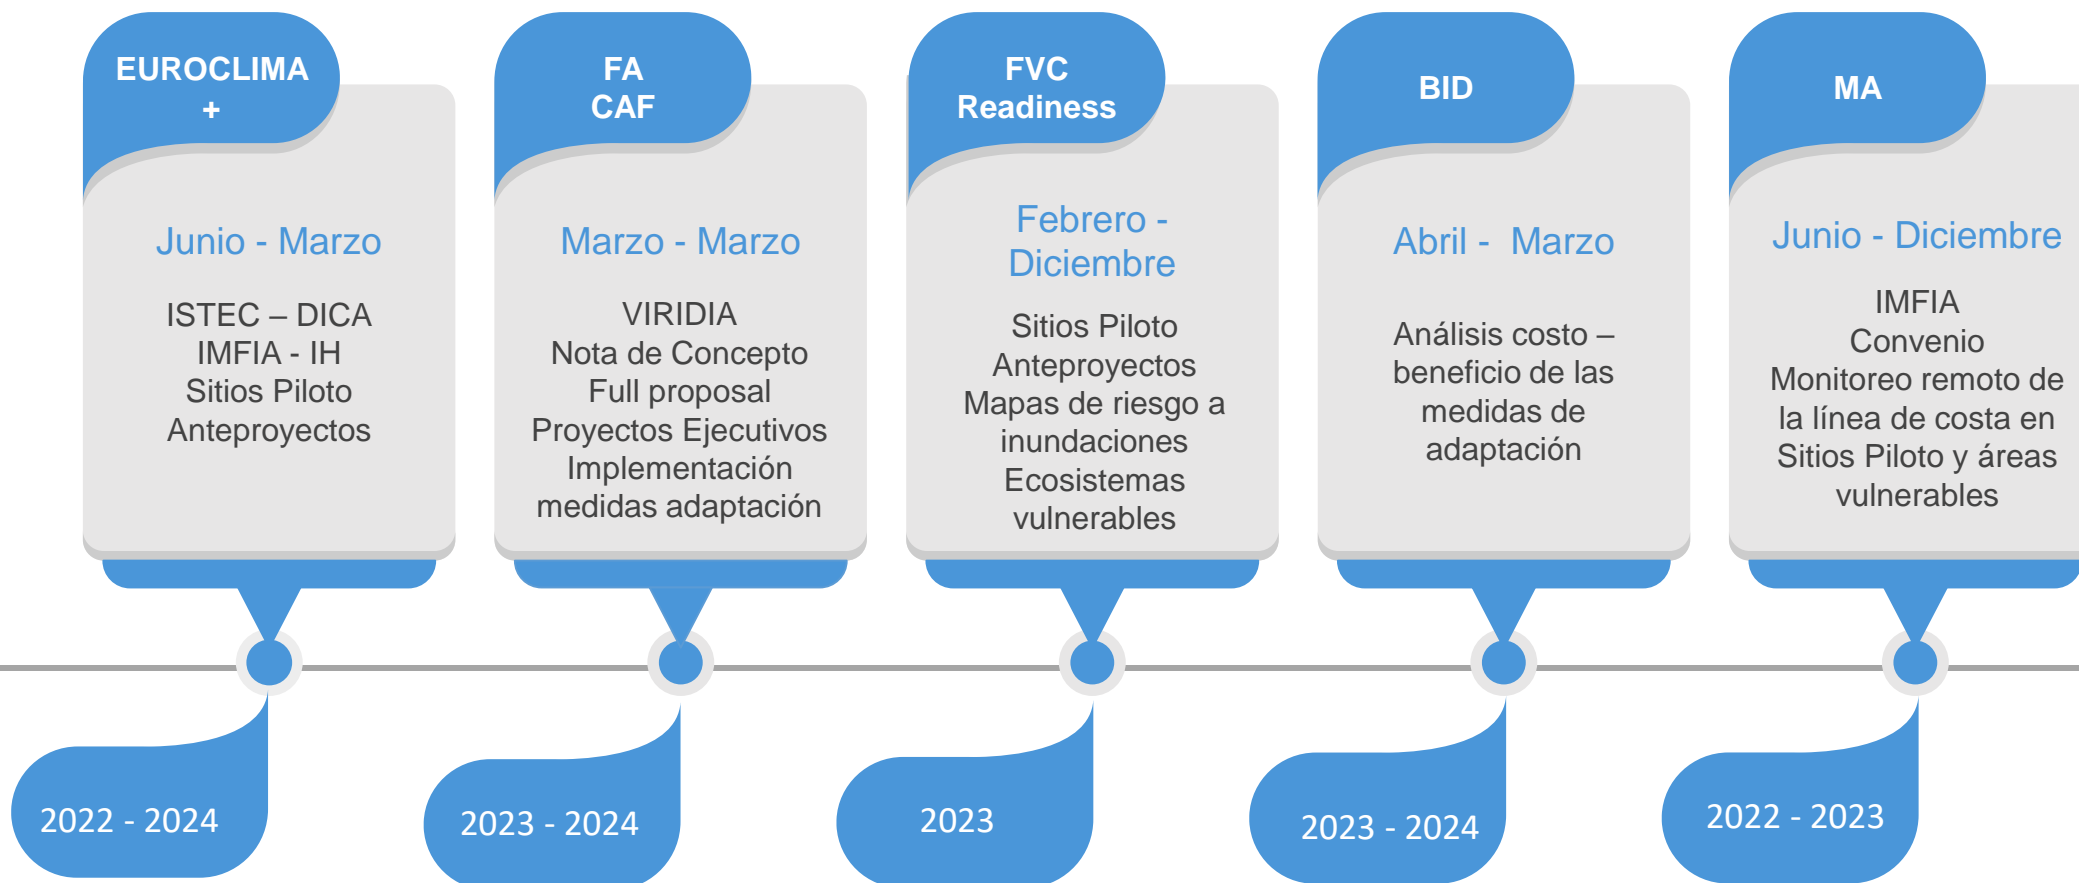 EUROCLIMA
+
Junio - Marzo
ISTEC – DICA
IMFIA - IH
Sitios Piloto
Anteproyectos
2022 - 2024
FA
CAF
Marzo - Marzo
VIRIDIA
Nota de Concepto
Full proposal
Proyectos Ejecutivos
Implementación
medidas adaptación
2023 - 2024
FVC
Readiness
Febrero -
Diciembre
Sitios Piloto
Anteproyectos
Mapas de riesgo a
inundaciones
Ecosistemas
vulnerables
2023
BID
Abril -  Marzo
Análisis costo –
beneficio de las
medidas de
adaptación
2023 - 2024
MA
Junio - Diciembre
IMFIA
Convenio
Monitoreo remoto de
la línea de costa en
Sitios Piloto y áreas
vulnerables
2022 - 2023